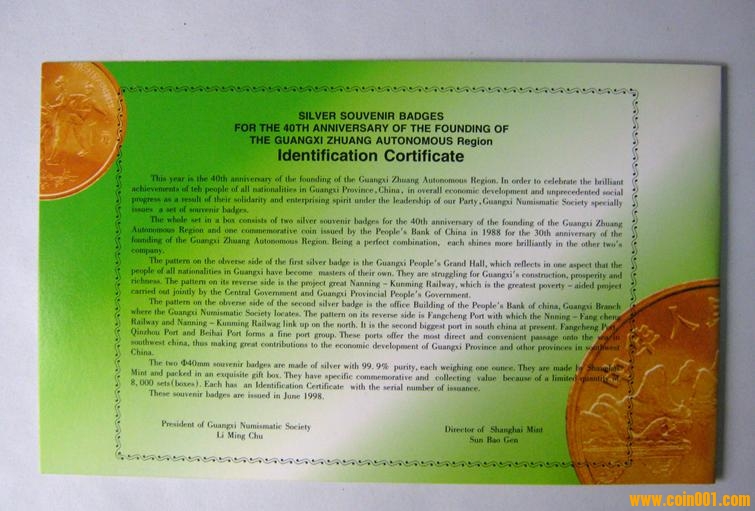 SILVER SOUVENIR BADGES
FOR THE 40TH ANNIVERSARY OF THE FOUNDING OF
THE GUANGXI ZHUANG AUTONOMOUS Region
Identification Cortificate
This year is the 40th anniversary of the founding of the Guangxi Zhuang Autonomous Region. In order to celebrate the brilliant
achievements of teh people of all nationalities in Guangxi Province, China, in overall economic development and unprecedented social
progress as a result of their solidarity and enterprising spirit under the leadership of our Party, Guangxi Numismatic Society specially
issues a set of souvenir badges.
The whole set in a box consists of two silver souvenir badges for the 40th anniversary of the founding of the Guangxi Zhuang
Autonomous Region and one commemorative coin issued by the People's Bank of China in 1988 for the 30th anniversary of the
founding of the Guangxi Zhuang Autonomous Region. Being a perfect combination, each shines more brilliantly in the other two's
company.
The pattern on the obverse side of the first silver badge is the Guangxi People's Grand Hall, which reflects in one aspect that the
people of all nationalities in Guangxi have become masters of their own. They are struggling for Guangxi's construction, prosperity and
richness. The pattern on its reverse side is the project great Nanning - Kunming Railway, which is the greatest poverty - aided project
carried out jointly by the Central Government and Guangxi Provincial People's Government.
The pattern on the obverse side of the second silver badge is the office Building of the People's Bank of china, Guangxi Branch
where the Guangxi Numismatic Society locates. The pattern on its reverse side is Fangcheng Port with which the Nnning - Fang cheng
Railway and Nanning - Kumming Railwag link up on the north. It is the second biggest port in south china at present. Fangcheng Port,
Qinzhou Port and Beihai Port forms a fine port group. These ports offer the most direct and convenient passage onto the sea in
southwest china, thus making great contributions to the economic development of Guangxi Province and other provinces in southwest
China.
The two Φ40mm souvenir badges are made of silver with 99.9% purity, each weighing one ounce. They are made by Shanghai
Mint and packed in an exquisite gift box. They have specific commemorative and collecting value because of a limited quantity of
8,000 sets(boxes). Each has an Identification Certificate with the serial number of issuance.
These souvenir badges are issued in June 1998.
President of Guangxi Numismatic Society
Li Ming Chu
Director of Shanghai Mint
Sun Bao Gen
www.coin001.com